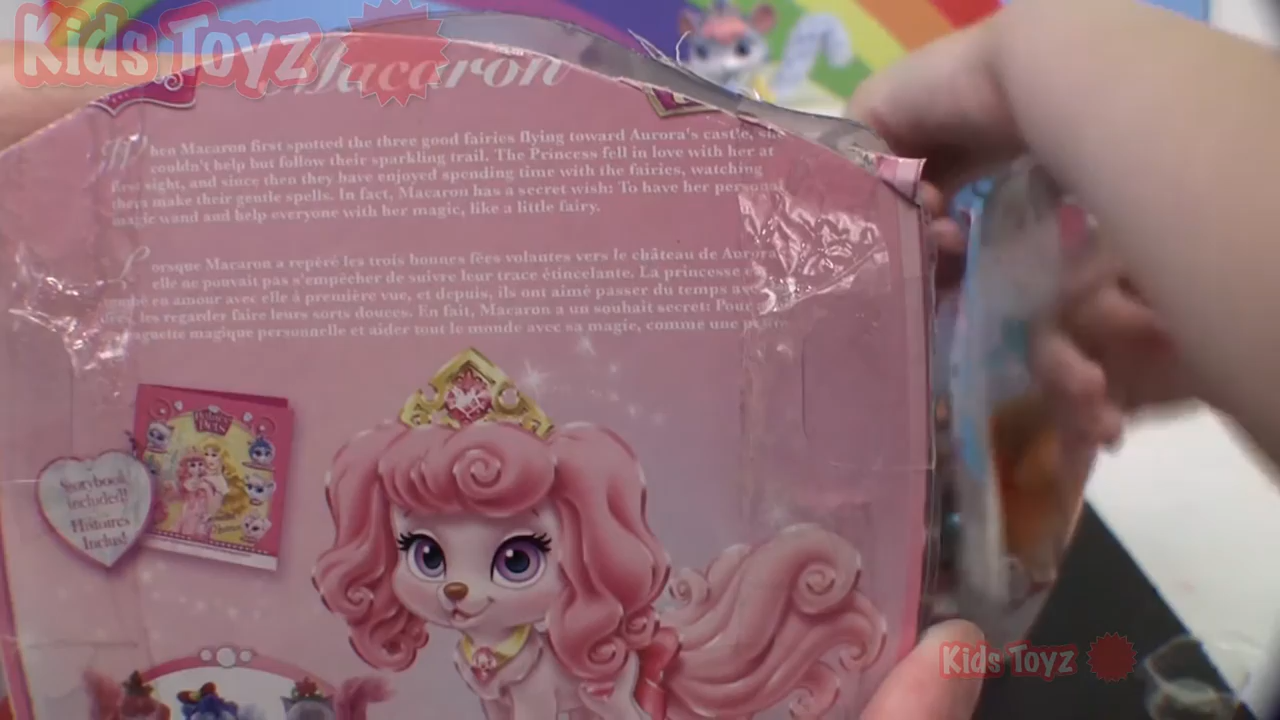 Kids Toyz
Macaron
When Macaron first spotted the three good fairies flying toward Aurora's castle, she
couldn't help but follow their sparkling trail. The Princess fell in love with her at
first sight, and since then they have enjoyed spending time with the fairies, watching
them make their gentle spells. In fact, Macaron has a secret wish: To have her personal
magic wand and help everyone with her magic, like a little fairy.
Lorsque Macaron a repéré les trois bonnes fées volantes vers le château de Aurora
elle ne pouvait pas s'empêcher de suivre leur trace étincelante. La princesse
en amour avec elle à première vue, et depuis, ils ont aimé passer du temps
les regarder faire leurs sorts douces. En fait, Macaron a un souhait secret: Pour
baguette magique personnelle et aider tout le monde avec sa magie, comme une
Storybook
included!
Histoires
Inclus!
Kids Toyz